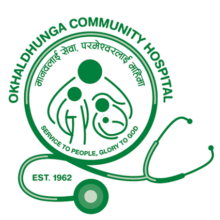 OKHALDHUNGA COMMUNITY HOSPITAL
मानवलाई सेवा, परमेश्वरलाई महिमा
SERVICE TO PEOPLE, GLORY TO GOD
EST. 1962